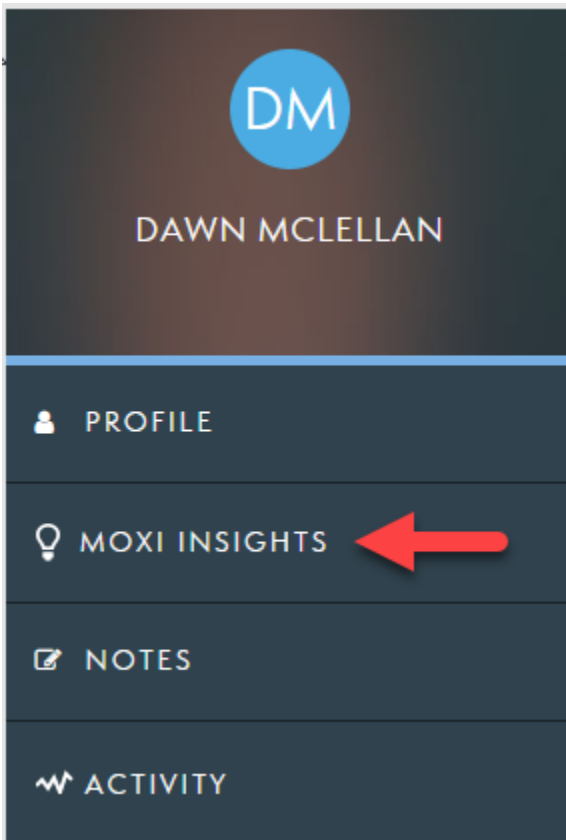 DM
DAWN MCLELLAN
PROFILE
MOXI INSIGHTS
NOTES
ACTIVITY